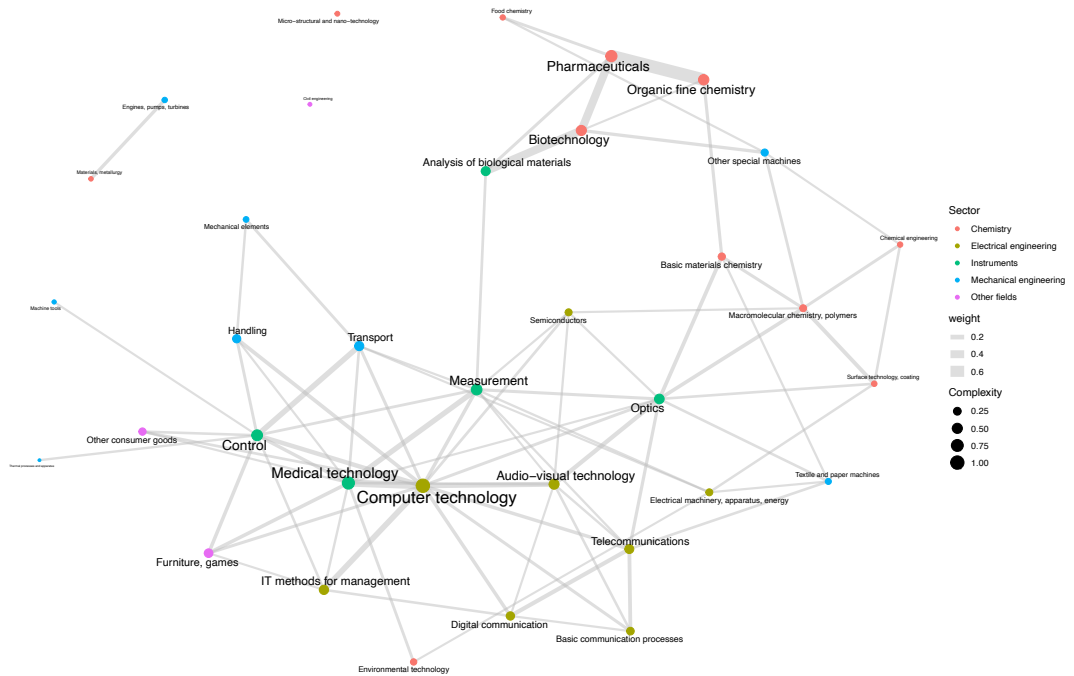 Food chemistry
Micro−structural and nano−technology
Pharmaceuticals
Organic fine chemistry
Civil engineering
Engines, pumps, turbines
Biotechnology
Analysis of biological materials
Other special machines
Materials, metallurgy
Mechanical elements
Chemical engineering
Basic materials chemistry
Machine tools
Semiconductors
Macromolecular chemistry, polymers
Handling
Transport
Measurement
Surface technology, coating
Optics
Other consumer goods
Control
Thermal processes and apparatus
Medical technology
Audio−visual technology
Textile and paper machines
Computer technology
Electrical machinery, apparatus, energy
Telecommunications
Furniture, games
IT methods for management
Digital communication
Basic communication processes
Environmental technology
Sector
Chemistry
Electrical engineering
Instruments
Mechanical engineering
Other fields
weight
0.2
0.4
0.6
Complexity
0.25
0.50
0.75
1.00